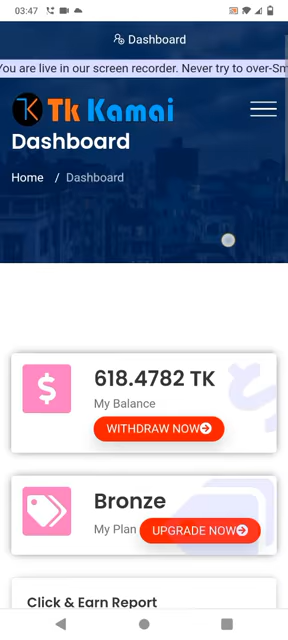 03:47
Dashboard
You are live in our screen recorder. Never try to over-Sm
Tk Kamai
Dashboard
Home / Dashboard
618.4782 TK
My Balance
WITHDRAW NOW
Bronze
My Plan UPGRADE NOW
Click & Earn Report